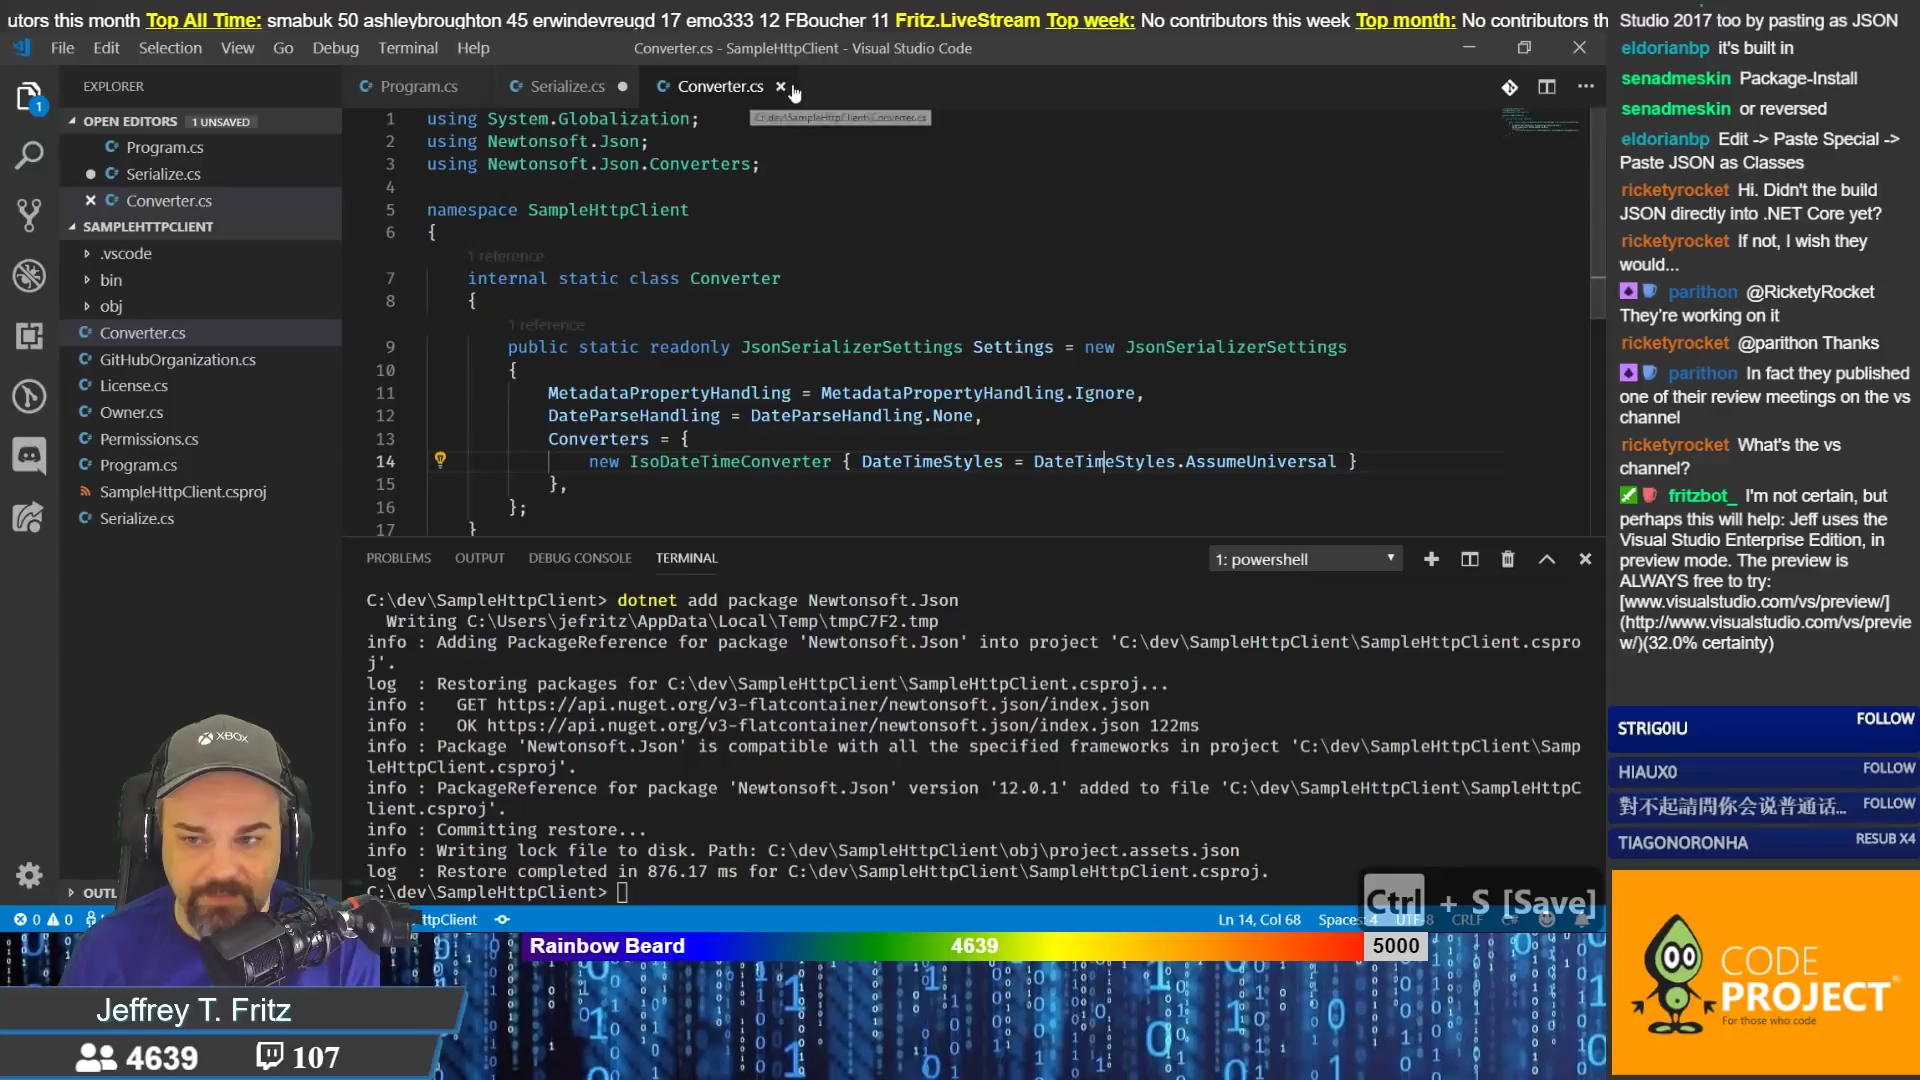 utors this month Top All Time: smabuk 50 ashleybroughton 45 erwindevreugd 17 emo333 12 FBoucher 11 Fritz.LiveStream Top week: No contributors this week Top month: No contributors th
File Edit Selection View Go Debug Terminal Help
Converter.cs - SampleHttpClient - Visual Studio Code
EXPLORER
OPEN EDITORS 1 UNSAVED
Program.cs
Serialize.cs
Converter.cs
SAMPLEHTTPCLIENT
.vscode
bin
obj
Converter.cs
GitHubOrganization.cs
License.cs
Owner.cs
Permissions.cs
Program.cs
SampleHttpClient.csproj
Serialize.cs
OUTL
1
Program.cs Serialize.cs Converter.cs
C:\dev\SampleHttpClient\Converter.cs
1 using System.Globalization;
2 using Newtonsoft.Json;
3 using Newtonsoft.Json.Converters;
4
5 namespace SampleHttpClient
6 {
1 reference
7 internal static class Converter
8 {
1 reference
9 public static readonly JsonSerializerSettings Settings = new JsonSerializerSettings
10 {
11 MetadataPropertyHandling = MetadataPropertyHandling.Ignore,
12 DateParseHandling = DateParseHandling.None,
13 Converters = {
14 new IsoDateTimeConverter { DateTimeStyles = DateTimeStyles.AssumeUniversal }
15 },
16 };
17 }
PROBLEMS OUTPUT DEBUG CONSOLE TERMINAL
1: powershell
C:\dev\SampleHttpClient> dotnet add package Newtonsoft.Json
Writing C:\Users\jefritz\AppData\Local\Temp\tmpC7F2.tmp
info : Adding PackageReference for package 'Newtonsoft.Json' into project 'C:\dev\SampleHttpClient\SampleHttpClient.cspro
j'.
log : Restoring packages for C:\dev\SampleHttpClient\SampleHttpClient.csproj...
info : GET https://api.nuget.org/v3-flatcontainer/newtonsoft.json/index.json
info : OK https://api.nuget.org/v3-flatcontainer/newtonsoft.json/index.json 122ms
info : Package 'Newtonsoft.Json' is compatible with all the specified frameworks in project 'C:\dev\SampleHttpClient\Samp
leHttpClient.csproj'.
info : PackageReference for package 'Newtonsoft.Json' version '12.0.1' added to file 'C:\dev\SampleHttpClient\SampleHttpC
lient.csproj'.
info : Committing restore...
info : Writing lock file to disk. Path: C:\dev\SampleHttpClient\obj\project.assets.json
log : Restore completed in 876.17 ms for C:\dev\SampleHttpClient\SampleHttpClient.csproj.
C:\dev\SampleHttpClient>
Ctrl + S [Save]
0 0 ttpClient Ln 14, Col 68 Spaces: 4 UTF-8 CRLF C#
Rainbow Beard 4639 5000
XBOX
Jeffrey T. Fritz
4639 107
Studio 2017 too by pasting as JSON
eldorianbp it's built in
senadmeskin Package-Install
senadmeskin or reversed
eldorianbp Edit -> Paste Special ->
Paste JSON as Classes
ricketyrocket Hi. Didn't the build
JSON directly into .NET Core yet?
ricketyrocket If not, I wish they
would...
parithon @RicketyRocket
They're working on it
ricketyrocket @parithon Thanks
parithon In fact they published
one of their review meetings on the vs
channel
ricketyrocket What's the vs
channel?
fritzbot_ I'm not certain, but
perhaps this will help: Jeff uses the
Visual Studio Enterprise Edition, in
preview mode. The preview is
ALWAYS free to try:
[www.visualstudio.com/vs/preview/]
(http://www.visualstudio.com/vs/previe
w/)(32.0% certainty)
STRIG0IU FOLLOW
HIAUX0 FOLLOW
對不起請問你会说普通话... FOLLOW
TIAGONORONHA RESUB X4
CODE
PROJECT®
For those who code